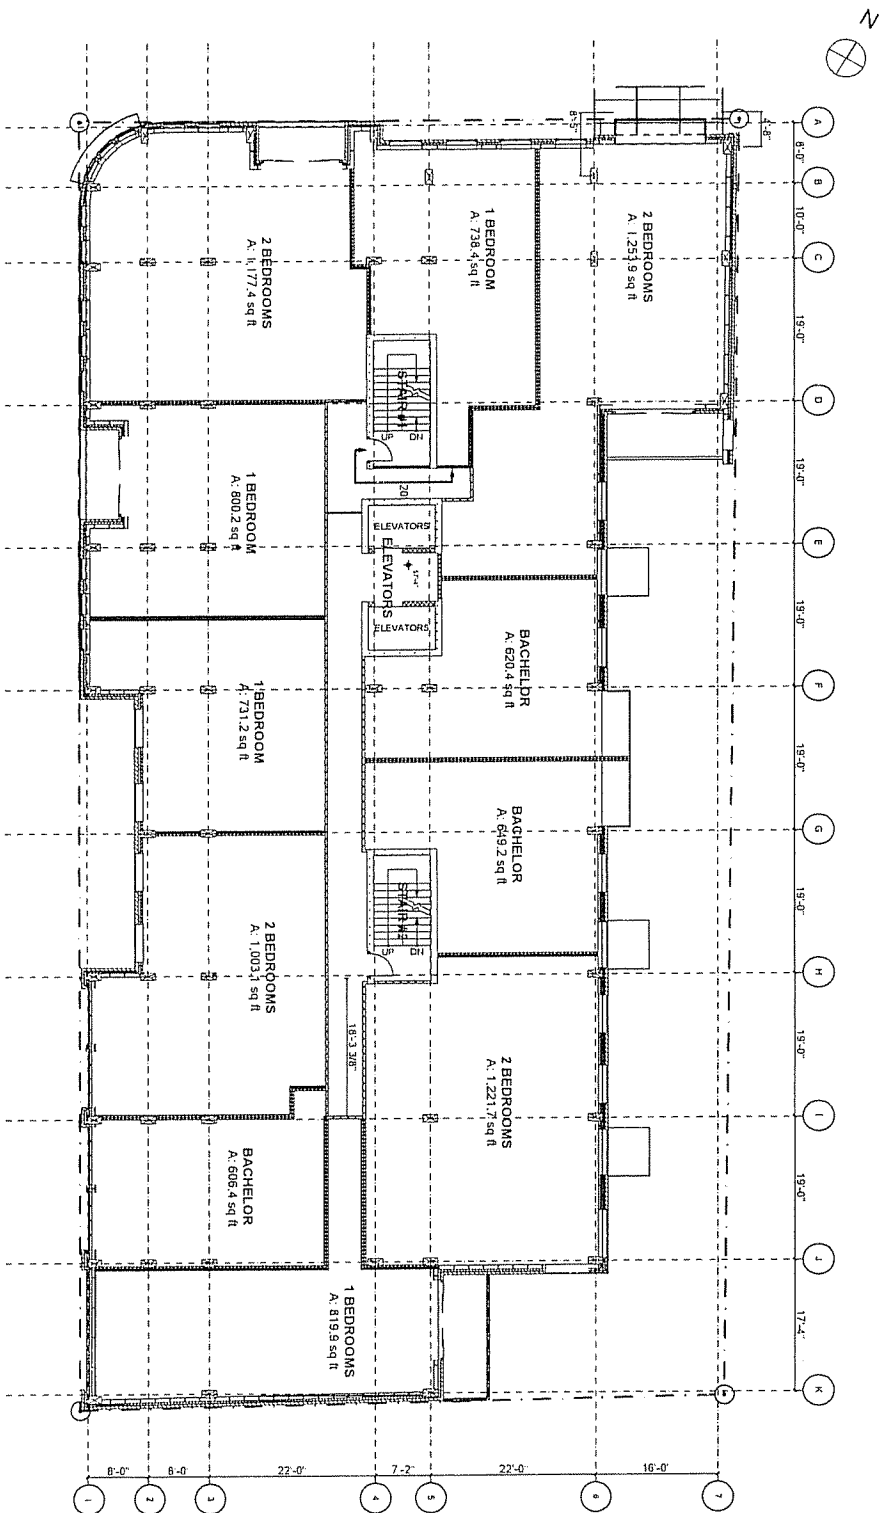 N
A
B
C
D
E
F
G
H
I
J
K
8'-5"
4'-8"
10'-0"
19'-0"
19'-0"
19'-0"
19'-0"
19'-0"
19'-0"
19'-0"
17'-4"
2 BEDROOMS
A: 1,177.4 sq ft
1 BEDROOM
A: 738.4 sq ft
2 BEDROOMS
A: 1,253.9 sq ft
STAIR #1
UP
DN
20'
1 BEDROOM
A: 800.2 sq ft
ELEVATORS
ELEVATORS
17'-4"
ELEVATORS
BACHELOR
A: 620.4 sq ft
1 BEDROOM
A: 731.2 sq ft
BACHELOR
A: 649.2 sq ft
STAIR #2
UP
DN
2 BEDROOMS
A: 1,003.1 sq ft
18'-3 3/8"
2 BEDROOMS
A: 1,221.7 sq ft
BACHELOR
A: 606.4 sq ft
1 BEDROOMS
A: 819.9 sq ft
22'-0"
7'-2"
22'-0"
16'-0"
1
2
3
4
5
6
7